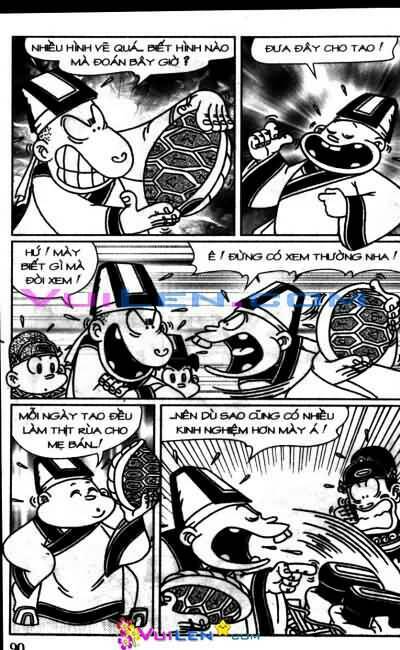 NHIỀU HÌNH VẼ QUÁ.. BIẾT HÌNH NÀO
MÀ ĐOÁN BÂY GIỜ ?
ĐƯA ĐÂY CHO TAO !
HỨ ! MÀY
BIẾT GÌ MÀ
ĐÒI XEM !
Ê ! ĐỪNG CÓ XEM THƯỜNG NHA !
VUILEN.COM
MỖI NGÀY TAO ĐỀU
LÀM THỊT RÙA CHO
MẸ BÁN..!
..NÊN DÙ SAO CŨNG CÓ NHIỀU
KINH NGHIỆM HƠN MÀY Á !
90
VUILEN